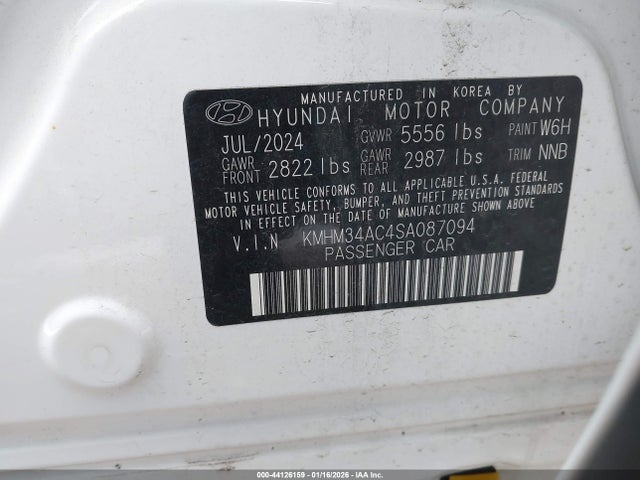 MANUFACTURED IN KOREA BY
HYUNDAI MOTOR COMPANY
JUL/2024 GVWR 5556 lbs PAINT W6H
GAWR FRONT 2822 lbs GAWR REAR 2987 lbs TRIM NNB
THIS VEHICLE CONFORMS TO ALL APPLICABLE U.S.A. FEDERAL
MOTOR VEHICLE SAFETY, BUMPER, AND THEFT PREVENTION STANDARDS
IN EFFECT ON THE DATE OF MANUFACTURE SHOWN ABOVE
V.I.N KMHM34AC4SA087094
PASSENGER CAR
000-44126159 - 01/16/2026 - IAAI, Inc. - Copyright